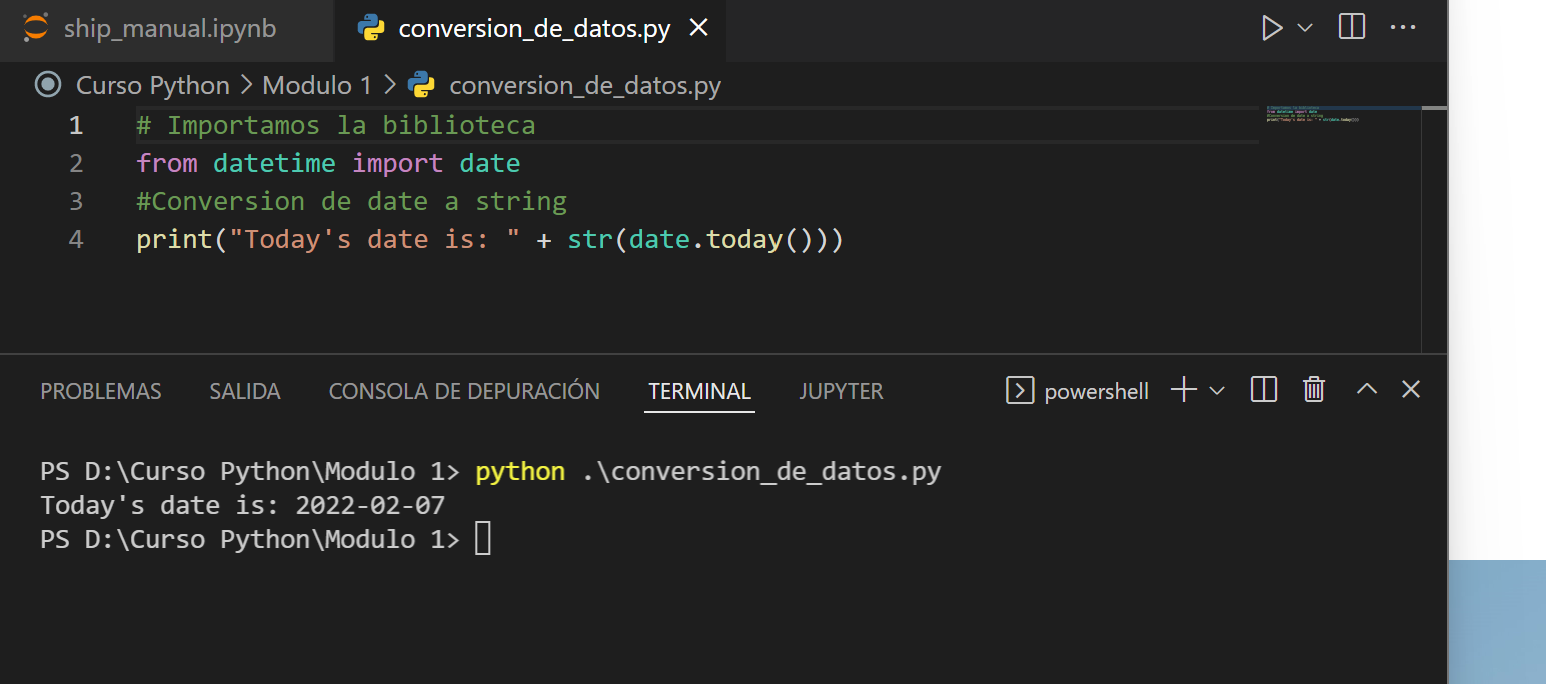 ship_manual.ipynb conversion_de_datos.py
Curso Python > Modulo 1 > conversion_de_datos.py
1 # Importamos la biblioteca
2 from datetime import date
3 #Conversion de date a string
4 print("Today's date is: " + str(date.today()))
PROBLEMAS SALIDA CONSOLA DE DEPURACIÓN TERMINAL JUPYTER powershell
PS D:\Curso Python\Modulo 1> python .\conversion_de_datos.py
Today's date is: 2022-02-07
PS D:\Curso Python\Modulo 1>